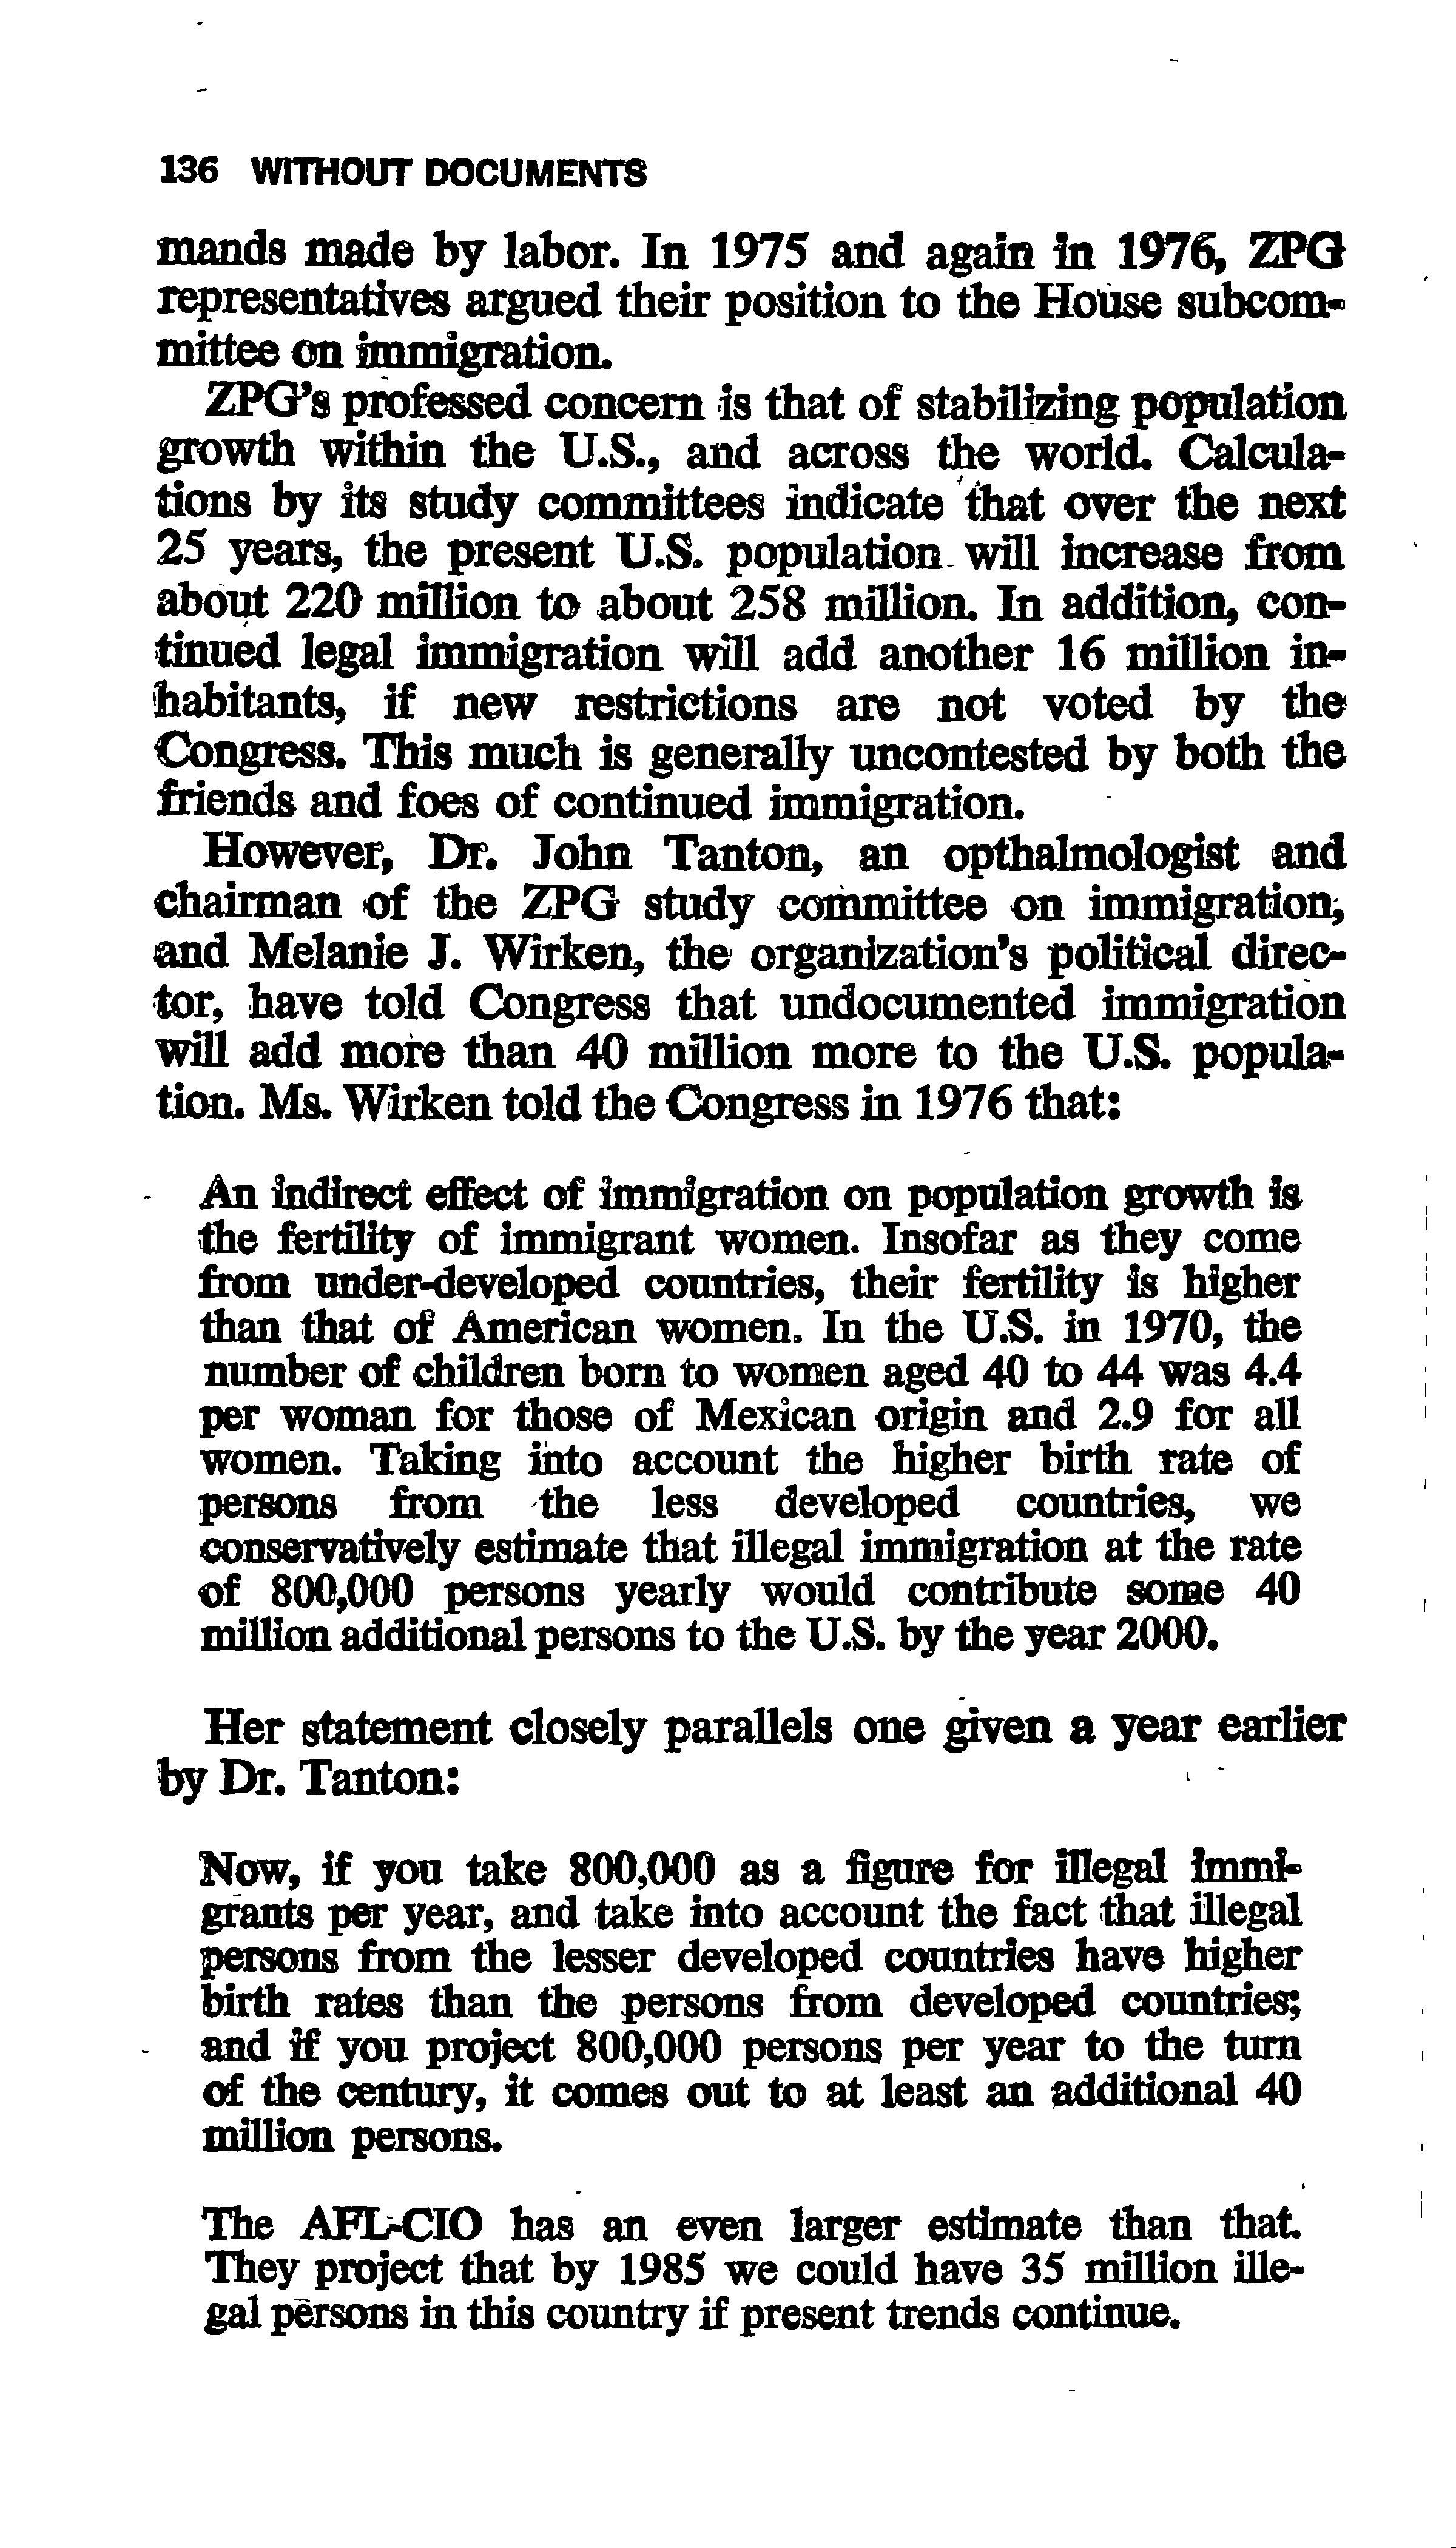 136 WITHOUT DOCUMENTS
mands made by labor. In 1975 and again in 1976, ZPG
representatives argued their position to the House subcom-
mittee on immigration.
ZPG's professed concern is that of stabilizing population
growth within the U.S., and across the world. Calcula-
tions by its study committees indicate that over the next
25 years, the present U.S. population will increase from
about 220 million to about 258 million. In addition, con-
tinued legal immigration will add another 16 million in-
habitants, if new restrictions are not voted by the
Congress. This much is generally uncontested by both the
friends and foes of continued immigration.
However, Dr. John Tanton, an opthalmologist and
chairman of the ZPG study committee on immigration,
and Melanie J. Wirken, the organization's political direc-
tor, have told Congress that undocumented immigration
will add more than 40 million more to the U.S. popula-
tion. Ms. Wirken told the Congress in 1976 that:
An indirect effect of immigration on population growth is
the fertility of immigrant women. Insofar as they come
from under-developed countries, their fertility is higher
than that of American women. In the U.S. in 1970, the
number of children born to women aged 40 to 44 was 4.4
per woman for those of Mexican origin and 2.9 for all
women. Taking into account the higher birth rate of
persons from the less developed countries, we
conservatively estimate that illegal immigration at the rate
of 800,000 persons yearly would contribute some 40
million additional persons to the U.S. by the year 2000.
Her statement closely parallels one given a year earlier
by Dr. Tanton:
Now, if you take 800,000 as a figure for illegal immi-
grants per year, and take into account the fact that illegal
persons from the lesser developed countries have higher
birth rates than the persons from developed countries;
and if you project 800,000 persons per year to the turn
of the century, it comes out to at least an additional 40
million persons.
The AFL-CIO has an even larger estimate than that.
They project that by 1985 we could have 35 million ille-
gal persons in this country if present trends continue.